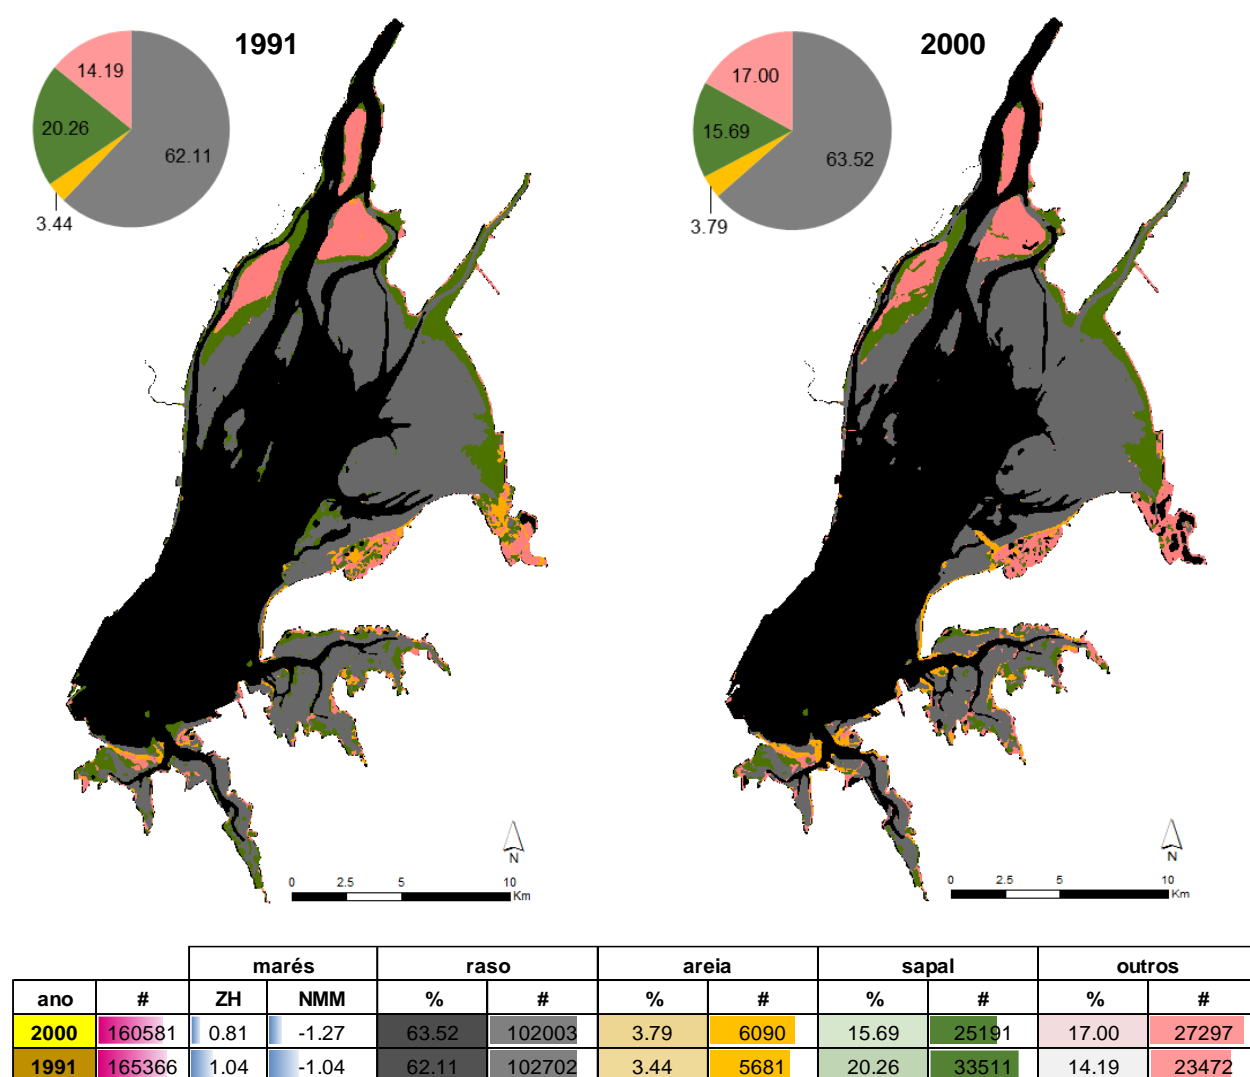 1991
14.19
20.26
62.11
3.44
2000
17.00
15.69
63.52
3.79
N
0 2.5 5 10
Km
N
0 2.5 5 10
Km
marés raso areia sapal outros
ano # ZH NMM % # % # % # % #
2000 160581 0.81 -1.27 63.52 102003 3.79 6090 15.69 25191 17.00 27297
1991 165366 1.04 -1.04 62.11 102702 3.44 5681 20.26 33511 14.19 23472